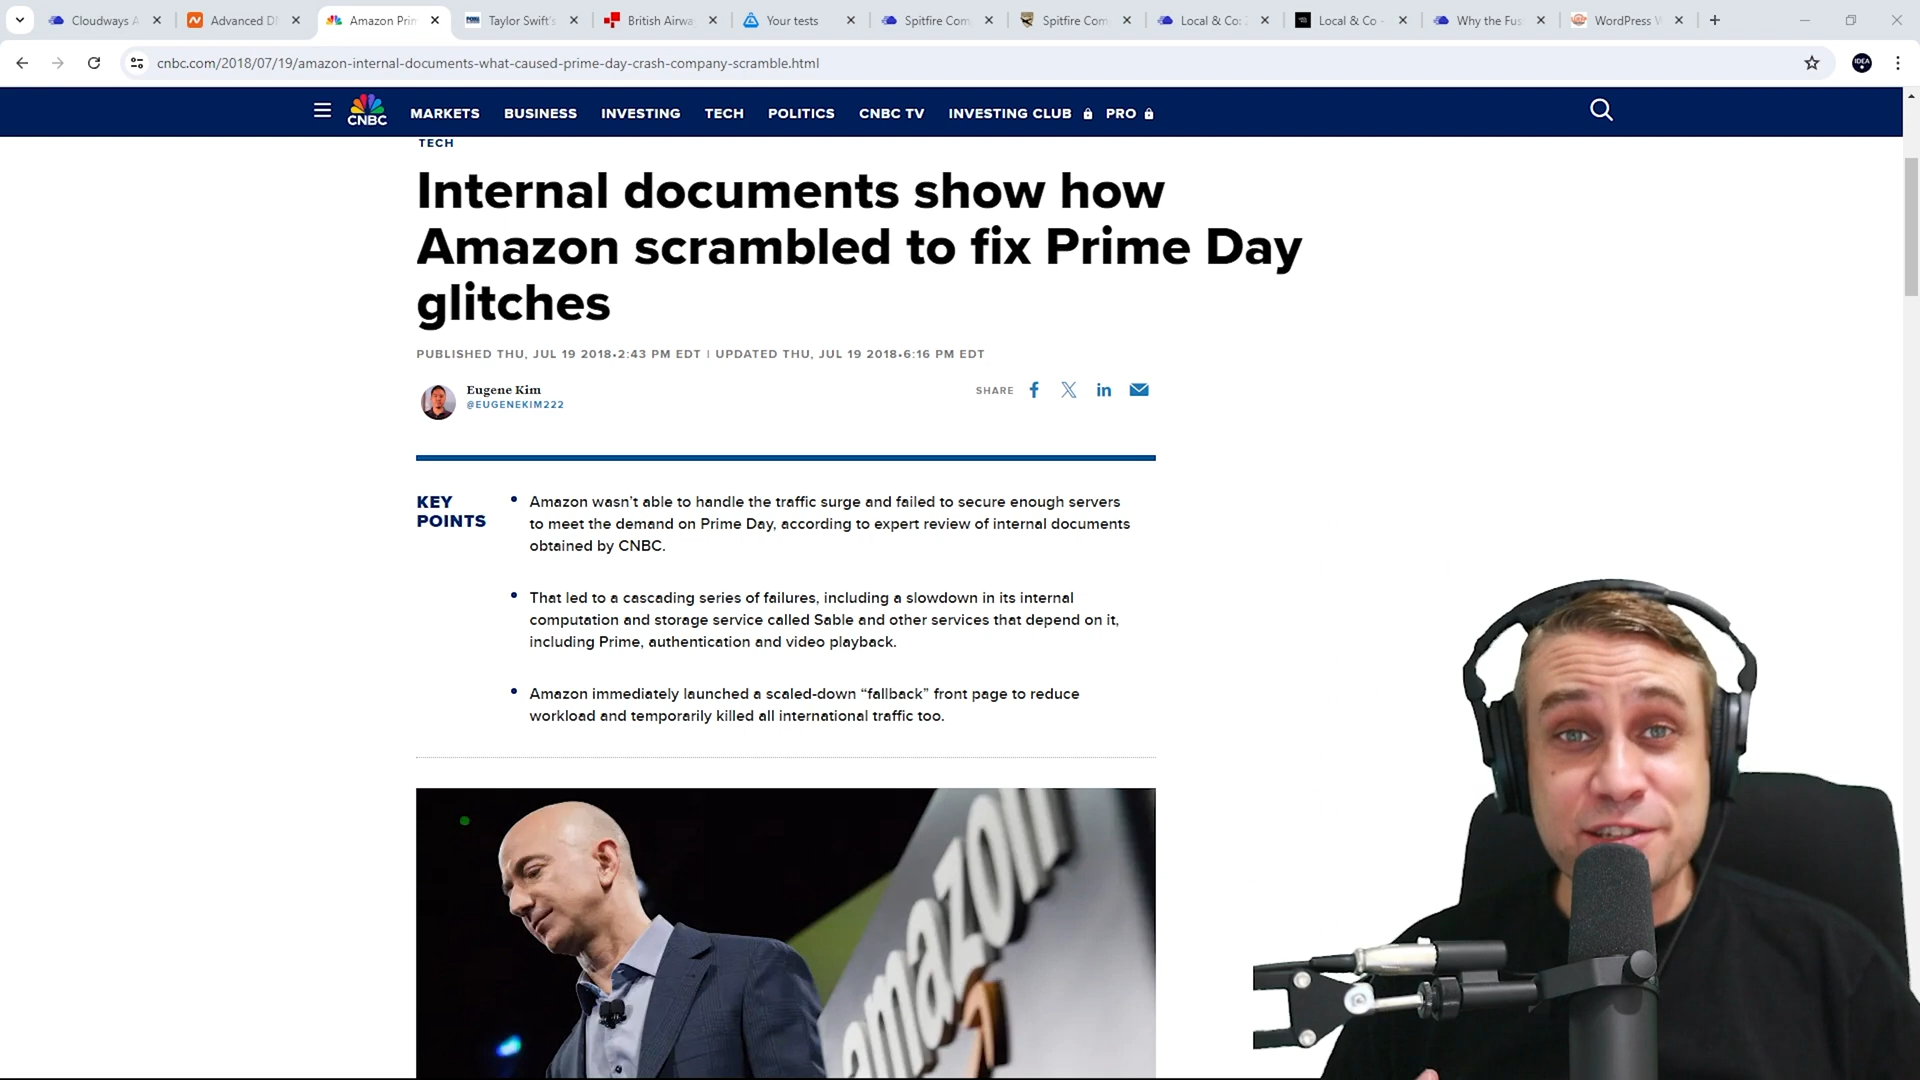 Cloudways A
Advanced D
Amazon Prim
Taylor Swift's
British Airwa
Your tests
Spitfire Com
Spitfire Com
Local & Co:
Local & Co -
Why the Fus
WordPress V
cnbc.com/2018/07/19/amazon-internal-documents-what-caused-prime-day-crash-company-scramble.html
IDEA
CNBC
MARKETS BUSINESS INVESTING TECH POLITICS CNBC TV INVESTING CLUB PRO
TECH
Internal documents show how
Amazon scrambled to fix Prime Day
glitches
PUBLISHED THU, JUL 19 2018•2:43 PM EDT | UPDATED THU, JUL 19 2018•6:16 PM EDT
Eugene Kim
@EUGENEKIM222
SHARE
KEY
POINTS
Amazon wasn't able to handle the traffic surge and failed to secure enough servers
to meet the demand on Prime Day, according to expert review of internal documents
obtained by CNBC.
That led to a cascading series of failures, including a slowdown in its internal
computation and storage service called Sable and other services that depend on it,
including Prime, authentication and video playback.
Amazon immediately launched a scaled-down “fallback” front page to reduce
workload and temporarily killed all international traffic too.
amazon
amazon